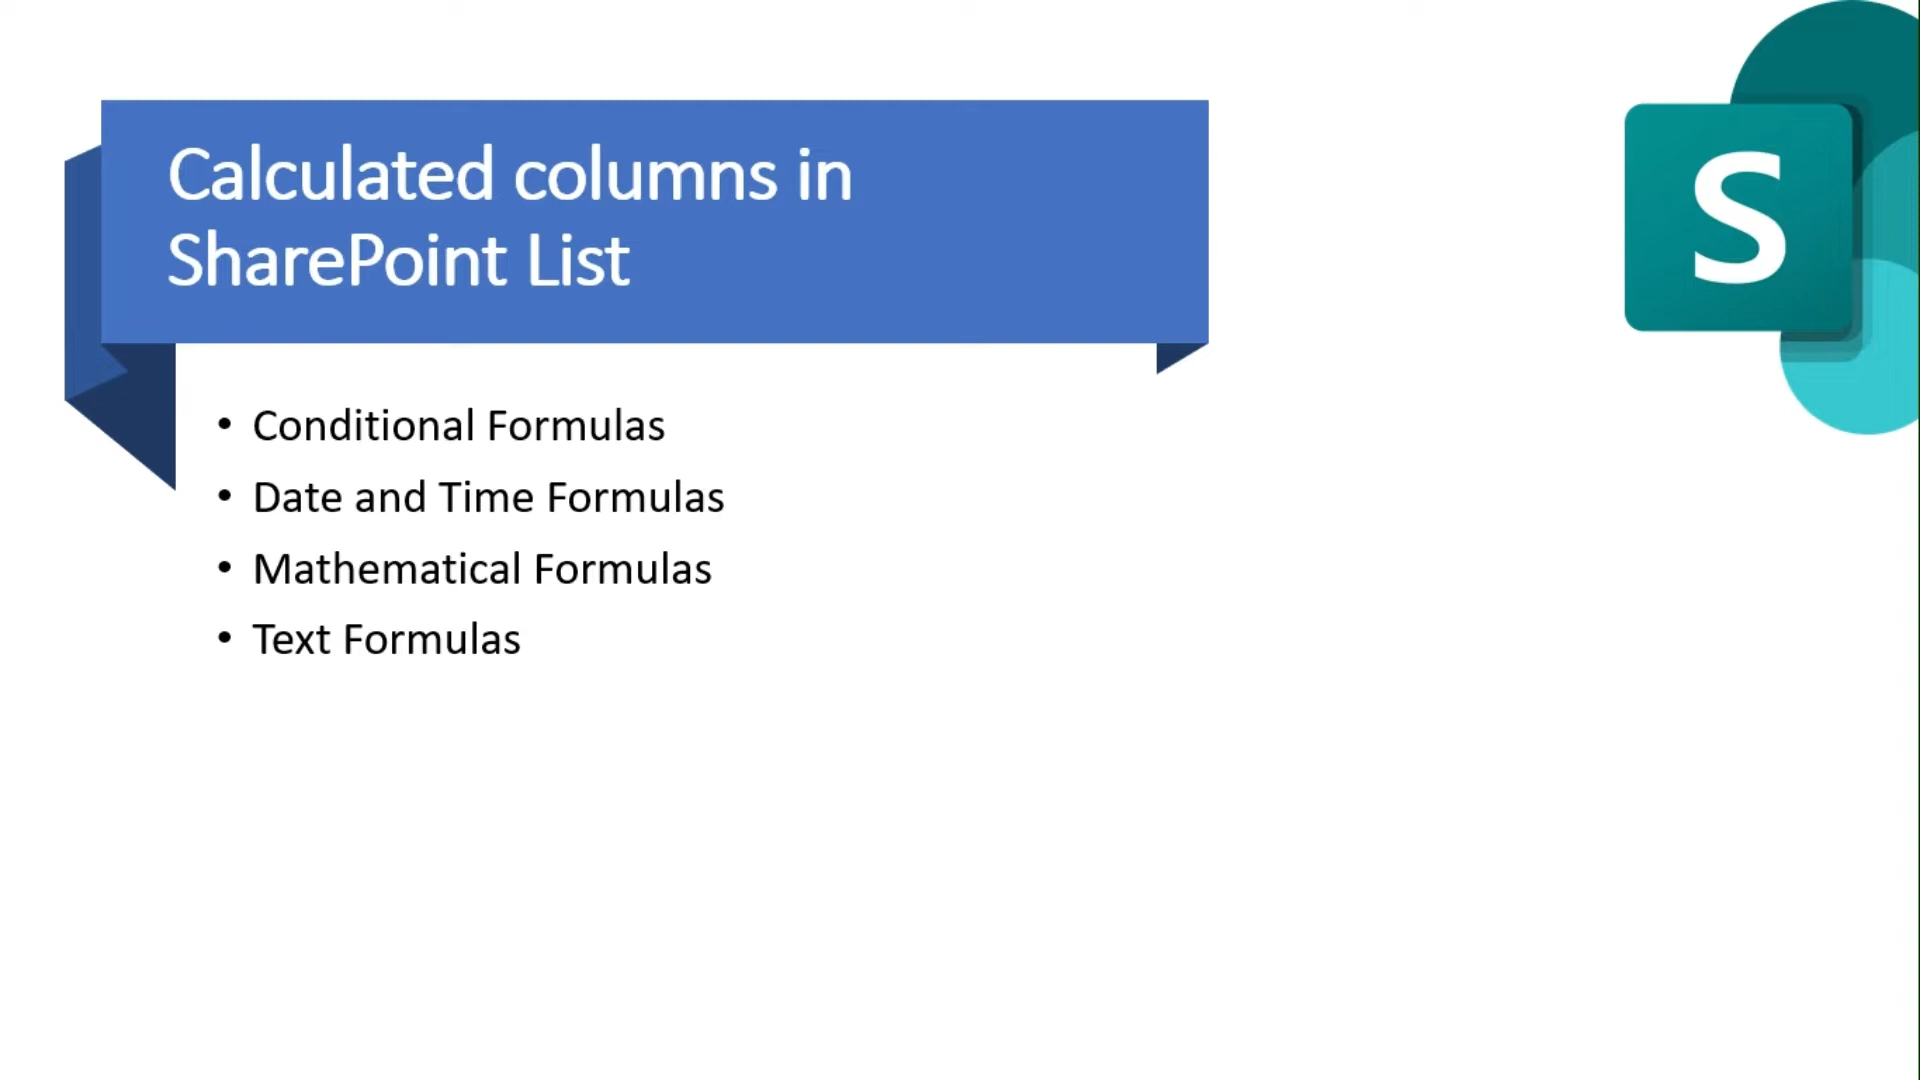 Calculated columns in
SharePoint List
S
• Conditional Formulas
• Date and Time Formulas
• Mathematical Formulas
• Text Formulas